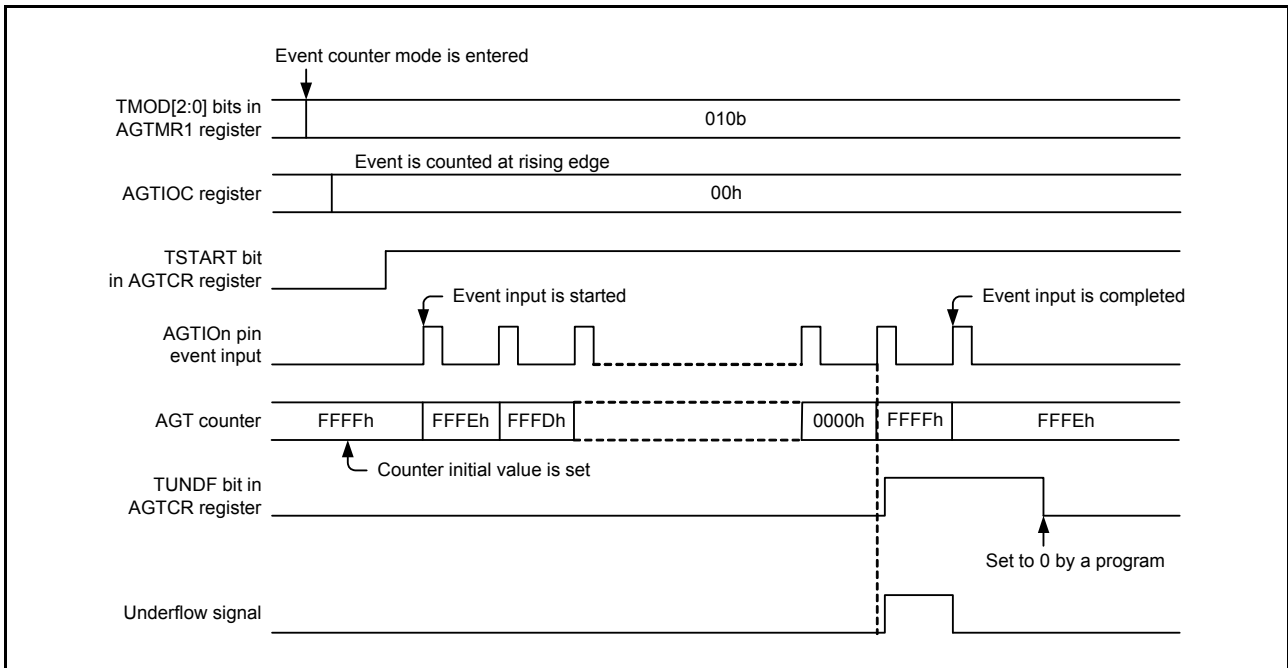 Event counter mode is entered
TMOD[2:0] bits in
AGTMR1 register
010b
Event is counted at rising edge
AGTIOC register
00h
TSTART bit
in AGTCR register
Event input is started
Event input is completed
AGTIOn pin
event input
AGT counter
FFFFh
FFFEh
FFFDh
0000h
FFFFh
FFFEh
Counter initial value is set
TUNDF bit in
AGTCR register
Set to 0 by a program
Underflow signal